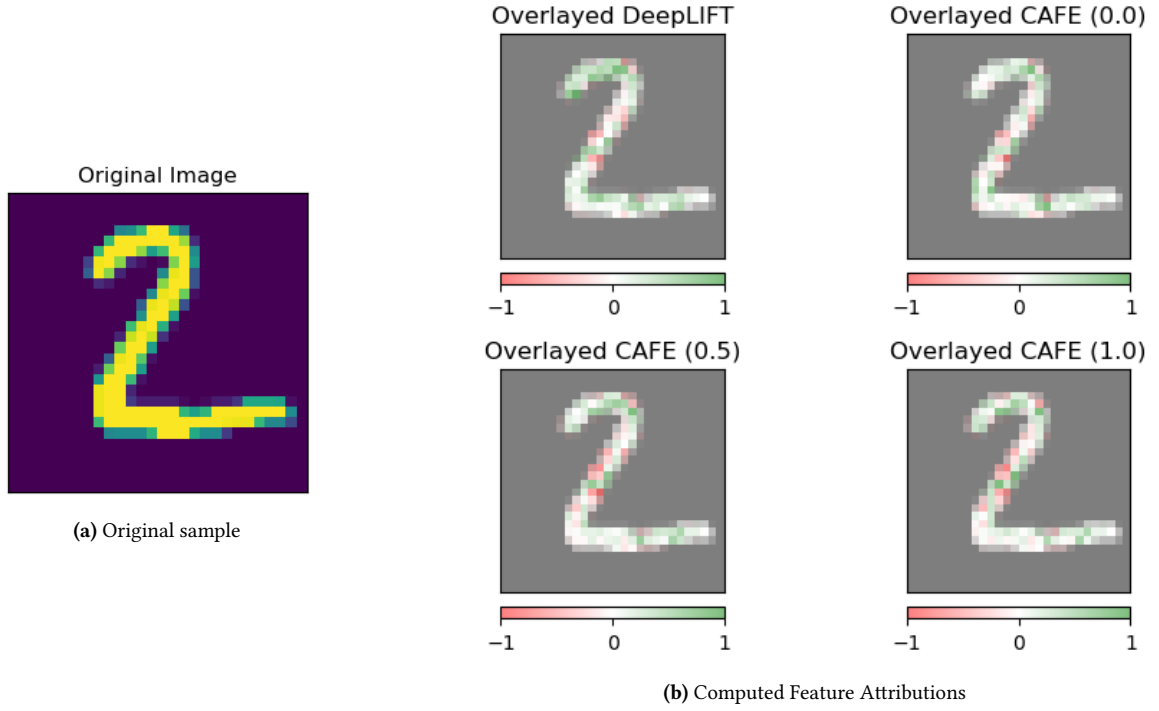 Original Image
(a) Original sample
Overlayed DeepLIFT
−1 0 1
Overlayed CAFE (0.0)
−1 0 1
Overlayed CAFE (0.5)
−1 0 1
Overlayed CAFE (1.0)
−1 0 1
(b) Computed Feature Attributions